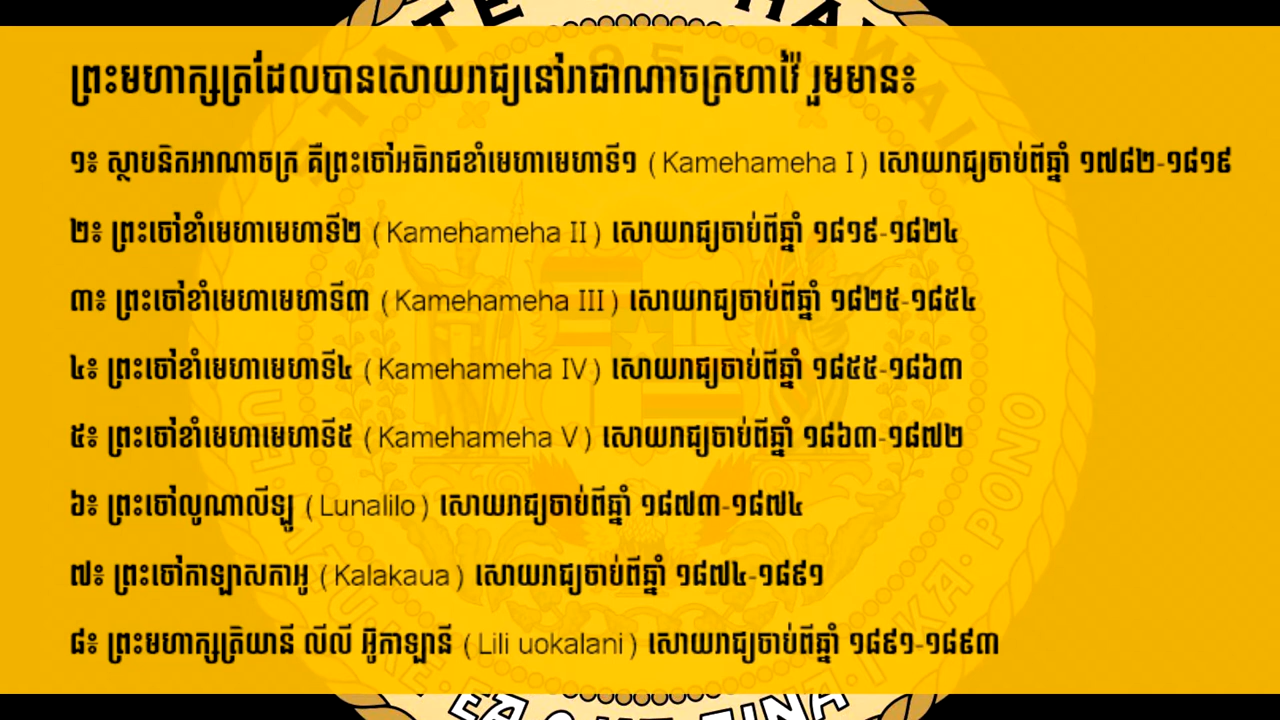 STATE HAWAII
1959
ព្រះមហាក្សត្រដែលបានសោយរាជ្យនៅរាជាណាចក្រហាវ៉ៃ រួមមាន៖
១៖ ស្ថាបនិកអាណាចក្រ គឺព្រះចៅអធិរាជខាំមេហាមេហាទី១ (Kamehameha I) សោយរាជ្យចាប់ពីឆ្នាំ ១៧៨២-១៨១៩
២៖ ព្រះចៅខាំមេហាមេហាទី២ (Kamehameha II) សោយរាជ្យចាប់ពីឆ្នាំ ១៨១៩-១៨២៤
៣៖ ព្រះចៅខាំមេហាមេហាទី៣ (Kamehameha III) សោយរាជ្យចាប់ពីឆ្នាំ ១៨២៥-១៨៥៤
៤៖ ព្រះចៅខាំមេហាមេហាទី៤ (Kamehameha IV) សោយរាជ្យចាប់ពីឆ្នាំ ១៨៥៥-១៨៦៣
៥៖ ព្រះចៅខាំមេហាមេហាទី៥ (Kamehameha V) សោយរាជ្យចាប់ពីឆ្នាំ ១៨៦៣-១៨៧២
៦៖ ព្រះចៅលូណាលីឡូ (Lunalilo) សោយរាជ្យចាប់ពីឆ្នាំ ១៨៧៣-១៨៧៤
៧៖ ព្រះចៅកាឡាសកាអូ (Kalakaua) សោយរាជ្យចាប់ពីឆ្នាំ ១៨៧៤-១៨៩១
៨៖ ព្រះមហាក្សត្រិយានី លីលី អ៊ូកាឡានី (Lili uokalani) សោយរាជ្យចាប់ពីឆ្នាំ ១៨៩១-១៨៩៣
PONO